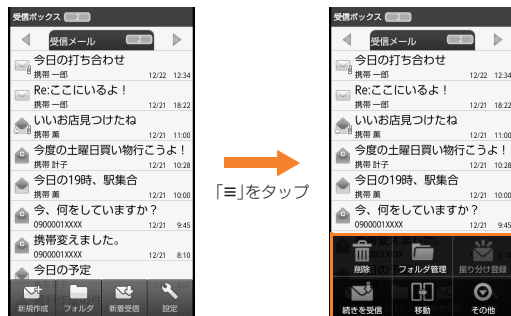 受信ボックス 2
受信メール 2
今日の打ち合わせ
携帯 一郎 12/22 12:34
Re:ここにいるよ！
携帯 一郎 12/21 18:22
いいお店見つけたね
携帯 薫 12/21 11:00
今度の土曜日買い物行こうよ！
携帯 計子 12/21 10:28
今日の19時、駅集合
携帯 薫 12/21 10:00
今、何をしていますか？
0900001XXXX 12/21 9:45
携帯変えました。
0900001XXXX 12/21 8:10
今日の予定
新規作成 フォルダ 新着受信 設定
「≡」をタップ
受信ボックス 2
受信メール 2
今日の打ち合わせ
携帯 一郎 12/22 12:34
Re:ここにいるよ！
携帯 一郎 12/21 18:22
いいお店見つけたね
携帯 薫 12/21 11:00
今度の土曜日買い物行こうよ！
携帯 計子 12/21 10:28
今日の19時、駅集合
携帯 薫 12/21 10:00
今、何をしていますか？
0900001XXXX 12/21 9:45
削除 フォルダ管理 振り分け登録
続きを受信 移動 その他